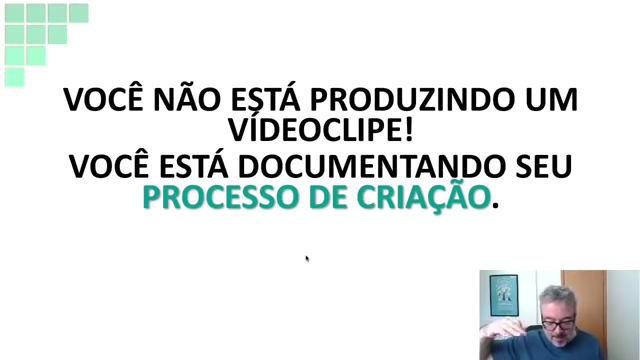 VOCÊ NÃO ESTÁ PRODUZINDO UM
VÍDEOCLIPE!
VOCÊ ESTÁ DOCUMENTANDO SEU
PROCESSO DE CRIAÇÃO.